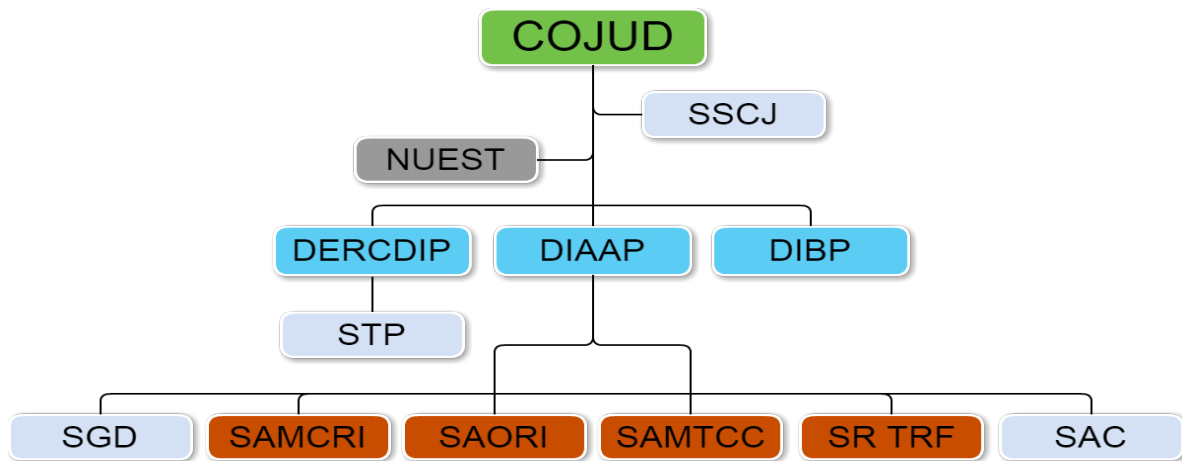 COJUD
SSCJ
NUEST
DERCDIP
DIAAP
DIBP
STP
SGD
SAMCRI
SAORI
SAMTCC
SR TRF
SAC